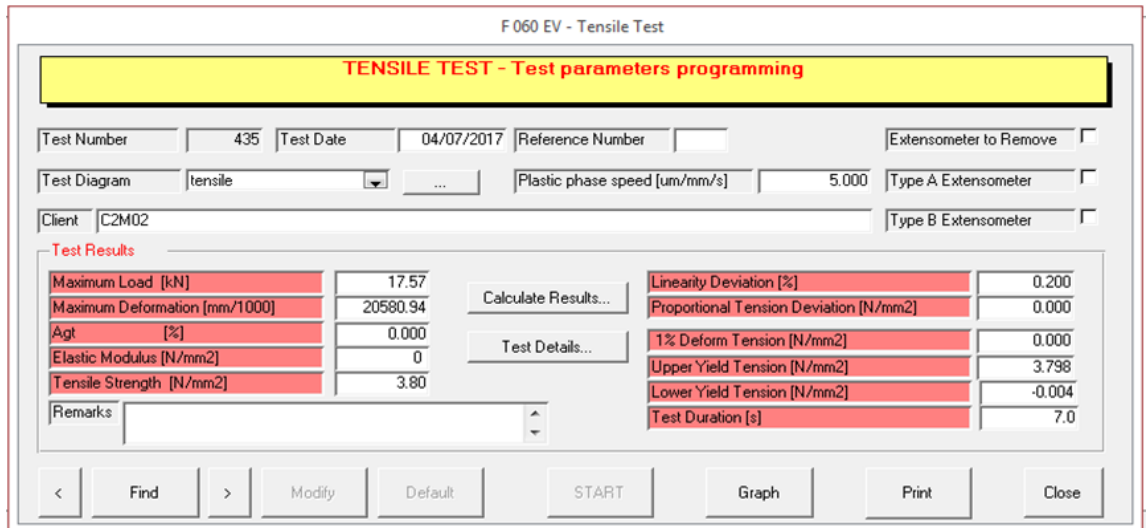 F 060 EV - Tensile Test
TENSILE TEST - Test parameters programming
Test Number 435 Test Date 04/07/2017 Reference Number Extensometer to Remove
Test Diagram tensile ... Plastic phase speed [um/mm/s] 5.000 Type A Extensometer
Client C2M02 Type B Extensometer
Test Results
Maximum Load [kN] 17.57 Linearity Deviation [%] 0.200
Maximum Deformation [mm/1000] 20580.94 Calculate Results... Proportional Tension Deviation [N/mm2] 0.000
Agt [%] 0.000 Test Details... 1% Deform Tension [N/mm2] 0.000
Elastic Modulus [N/mm2] 0 Upper Yield Tension [N/mm2] 3.798
Tensile Strength [N/mm2] 3.80 Lower Yield Tension [N/mm2] -0.004
Remarks Test Duration [s] 7.0
< Find > Modify Default START Graph Print Close